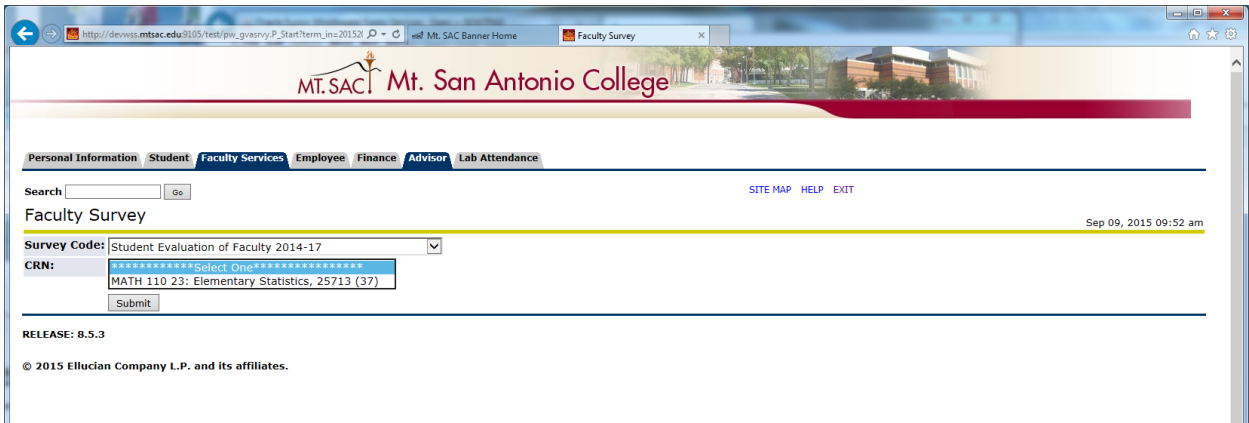 http://devwss.mtsac.edu:9105/test/pw_gvasrvy.P_Start?term_in=20152
Mt. SAC Banner Home
Faculty Survey
MT. SAC Mt. San Antonio College
Personal Information Student Faculty Services Employee Finance Advisor Lab Attendance
Search Go SITE MAP HELP EXIT
Faculty Survey
Sep 09, 2015 09:52 am
Survey Code: Student Evaluation of Faculty 2014-17
CRN: ************Select One****************
MATH 110 23: Elementary Statistics, 25713 (37)
Submit
RELEASE: 8.5.3
© 2015 Ellucian Company L.P. and its affiliates.